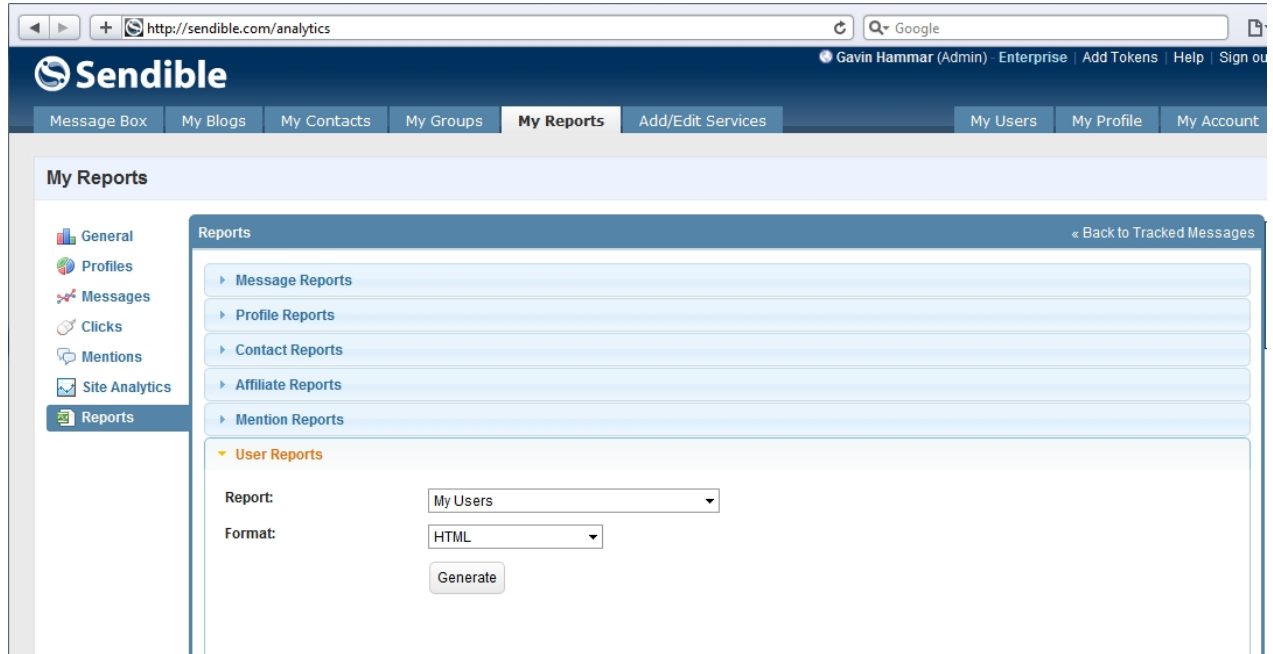 http://sendible.com/analytics
Google
Sendible
Gavin Hammar (Admin) - Enterprise | Add Tokens | Help | Sign ou
Message Box My Blogs My Contacts My Groups My Reports Add/Edit Services My Users My Profile My Account
My Reports
General
Profiles
Messages
Clicks
Mentions
Site Analytics
Reports
Reports « Back to Tracked Messages
Message Reports
Profile Reports
Contact Reports
Affiliate Reports
Mention Reports
User Reports
Report: My Users
Format: HTML
Generate